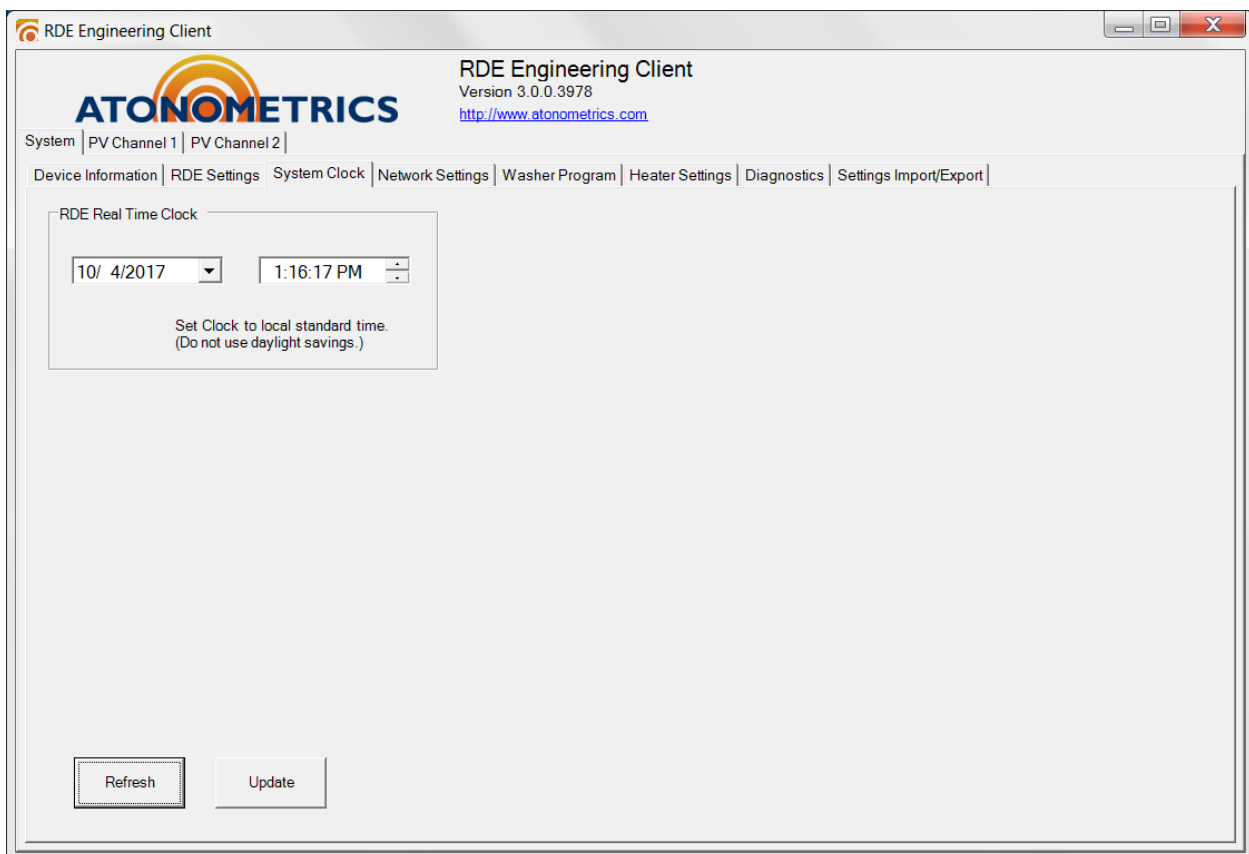 RDE Engineering Client
X
ATONOMETRICS
RDE Engineering Client
Version 3.0.0.3978
http://www.atonometrics.com
System PV Channel 1 PV Channel 2
Device Information RDE Settings System Clock Network Settings Washer Program Heater Settings Diagnostics Settings Import/Export
RDE Real Time Clock
10/ 4/2017 1:16:17 PM
Set Clock to local standard time.
(Do not use daylight savings.)
Refresh Update